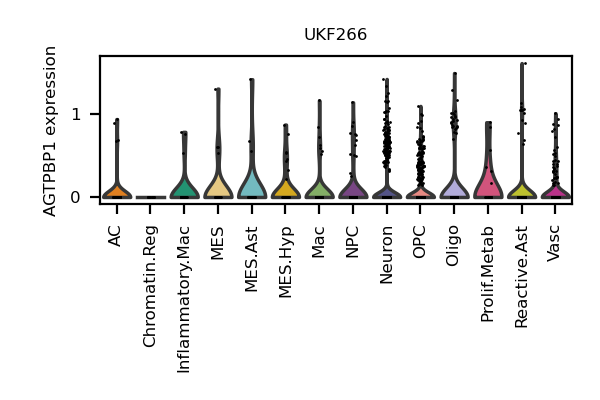 UKF266
AGTPBP1 expression
1
0
AC
Chromatin.Reg
Inflammatory.Mac
MES
MES.Ast
MES.Hyp
Mac
NPC
Neuron
OPC
Oligo
Prolif.Metab
Reactive.Ast
Vasc